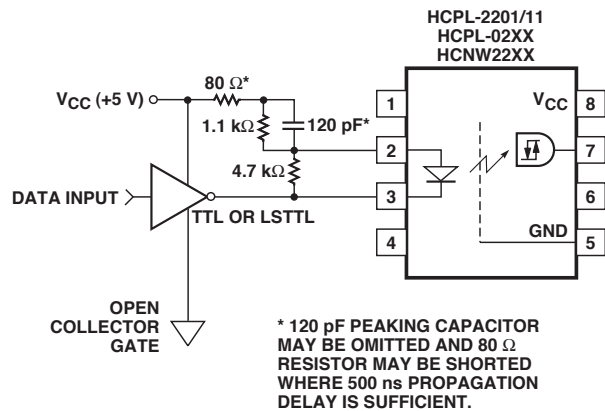 HCPL-2201/11
HCPL-02XX
HCNW22XX
80 Ω*
VCC (+5 V)
1.1 kΩ
120 pF*
4.7 kΩ
DATA INPUT
TTL OR LSTTL
OPEN
COLLECTOR
GATE
1
2
3
4
VCC
8
7
6
GND
5
* 120 pF PEAKING CAPACITOR
MAY BE OMITTED AND 80 Ω
RESISTOR MAY BE SHORTED
WHERE 500 ns PROPAGATION
DELAY IS SUFFICIENT.